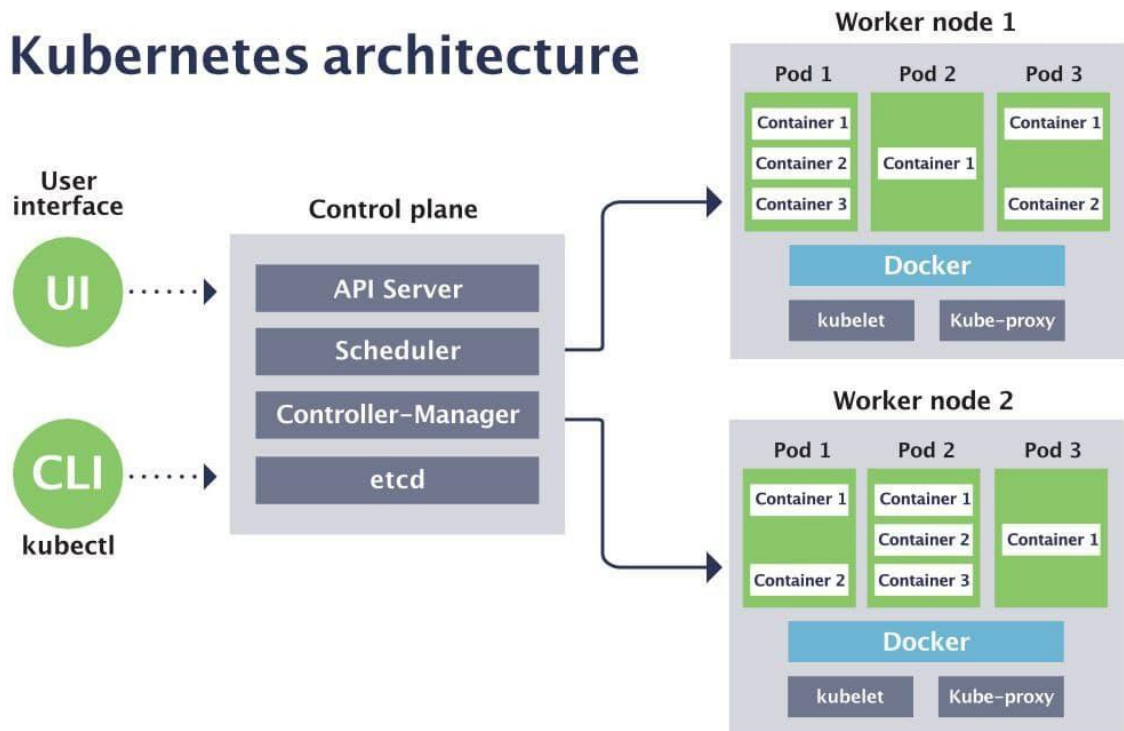 Kubernetes architecture
User
interface
UI
CLI
kubectl
Control plane
API Server
Scheduler
Controller-Manager
etcd
Worker node 1
Pod 1
Container 1
Container 2
Container 3
Pod 2
Container 1
Pod 3
Container 1
Container 2
Docker
kubelet
Kube-proxy
Worker node 2
Pod 1
Container 1
Container 2
Pod 2
Container 1
Container 2
Container 3
Pod 3
Container 1
Docker
kubelet
Kube-proxy